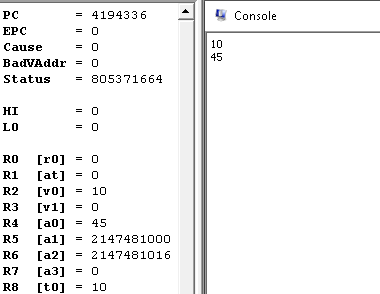 PC = 4194336
EPC = 0
Cause = 0
BadVAddr = 0
Status = 805371664
HI = 0
LO = 0
R0 [r0] = 0
R1 [at] = 0
R2 [v0] = 10
R3 [v1] = 0
R4 [a0] = 45
R5 [a1] = 2147481000
R6 [a2] = 2147481016
R7 [a3] = 0
R8 [t0] = 10
Console
10
45